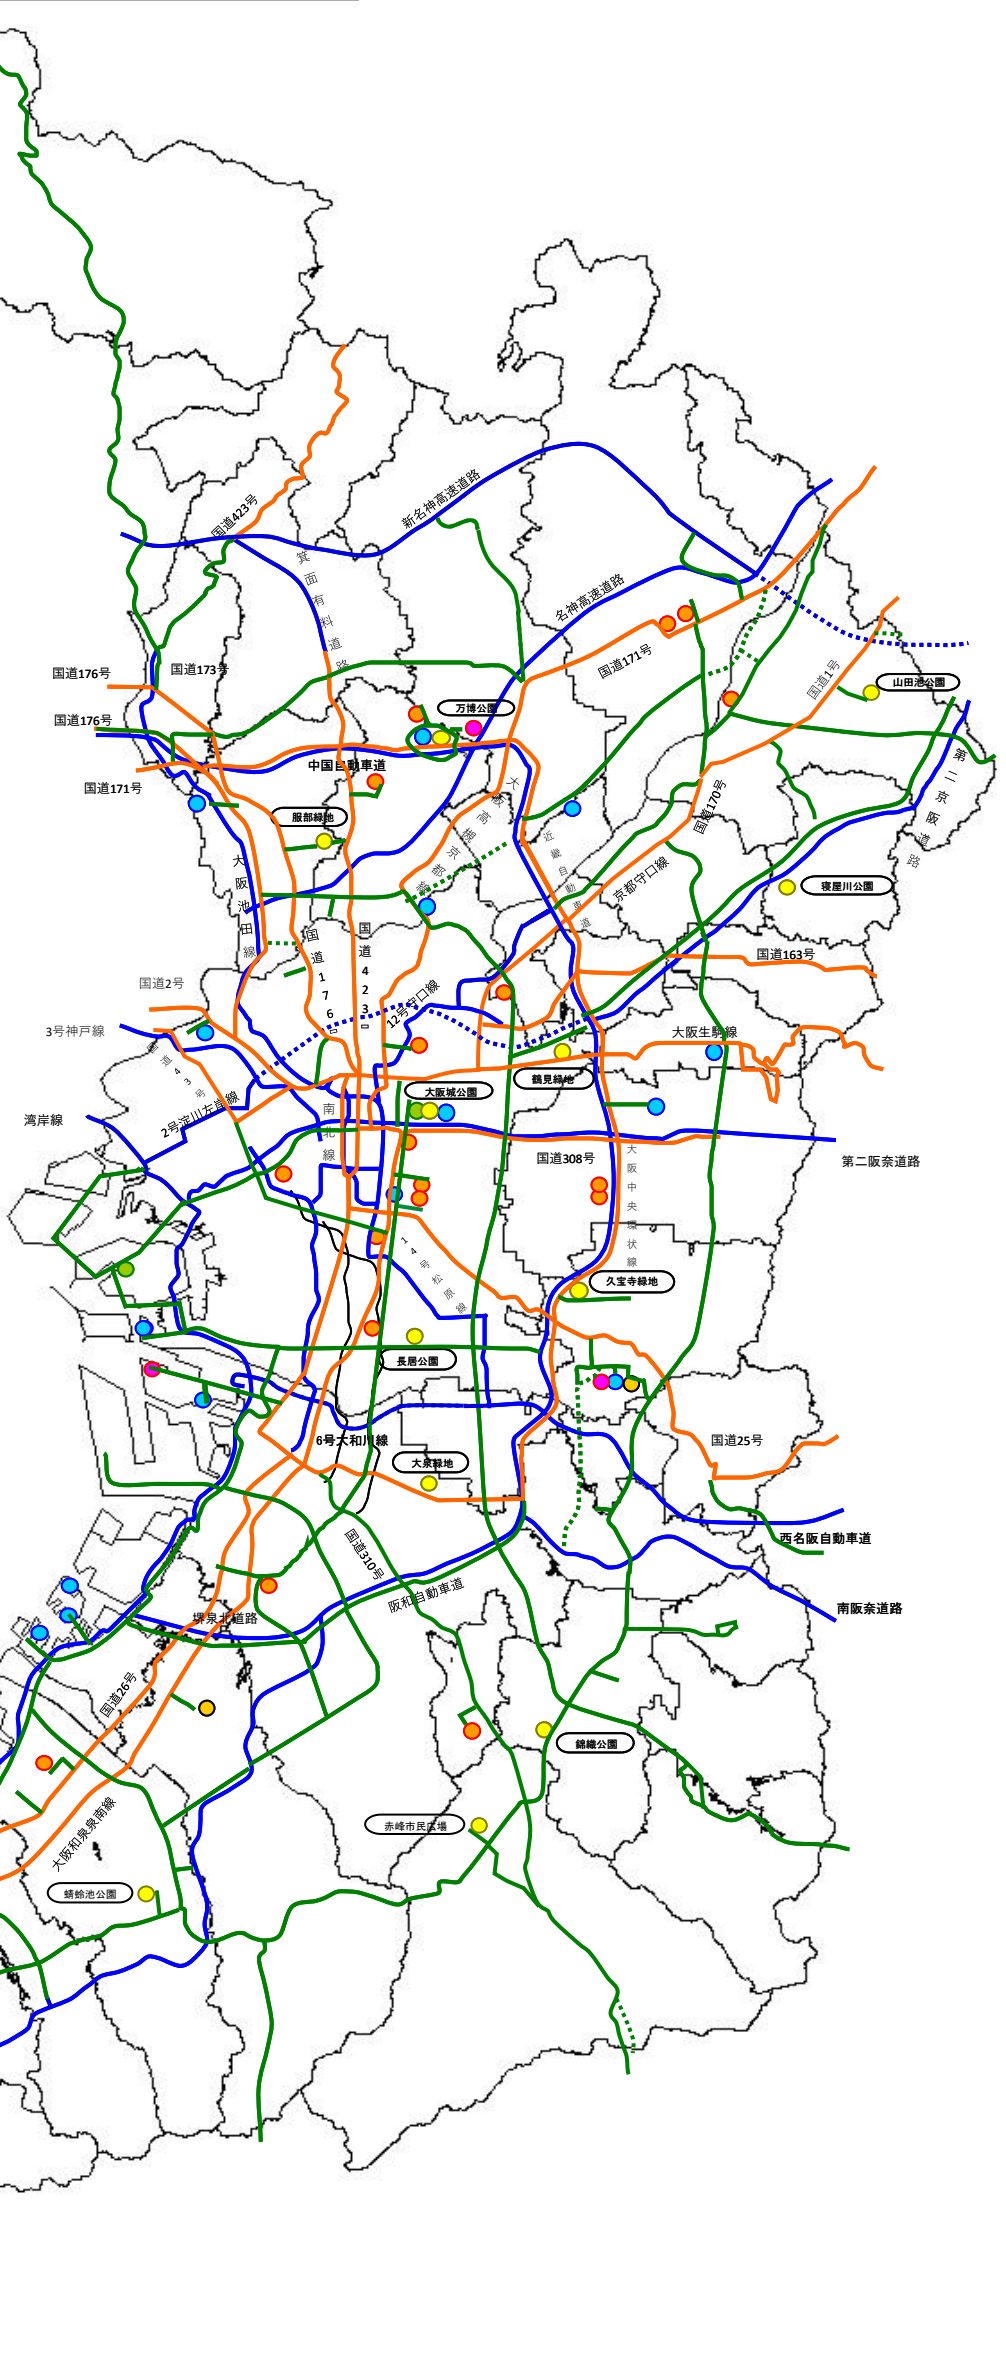 新名神高速道路
国道423号
箕面有料道路
名神高速道路
国道171号
国道176号
国道173号
国道1号
山田池公園
万博公園
国道176号
中国自動車道
第二京阪道路
国道171号
大阪高槻京都線
国道170号
服部緑地
近畿自動車道
京都守口線
大阪池田線
寝屋川公園
国道176号
国道423号
国道163号
国道2号
12号守口線
3号神戸線
大阪生駒線
国道43号
鶴見緑地
大阪城公園
2号淀川左岸線
湾岸線
南北線
国道308号
大阪中央環状線
第二阪奈道路
14号松原線
久宝寺緑地
長居公園
6号大和川線
国道25号
大泉緑地
西名阪自動車道
国道310号
阪和自動車道
南阪奈道路
堺泉北道路
国道26号
錦織公園
大阪和泉泉南線
赤峰市民広場
蜻蛉池公園